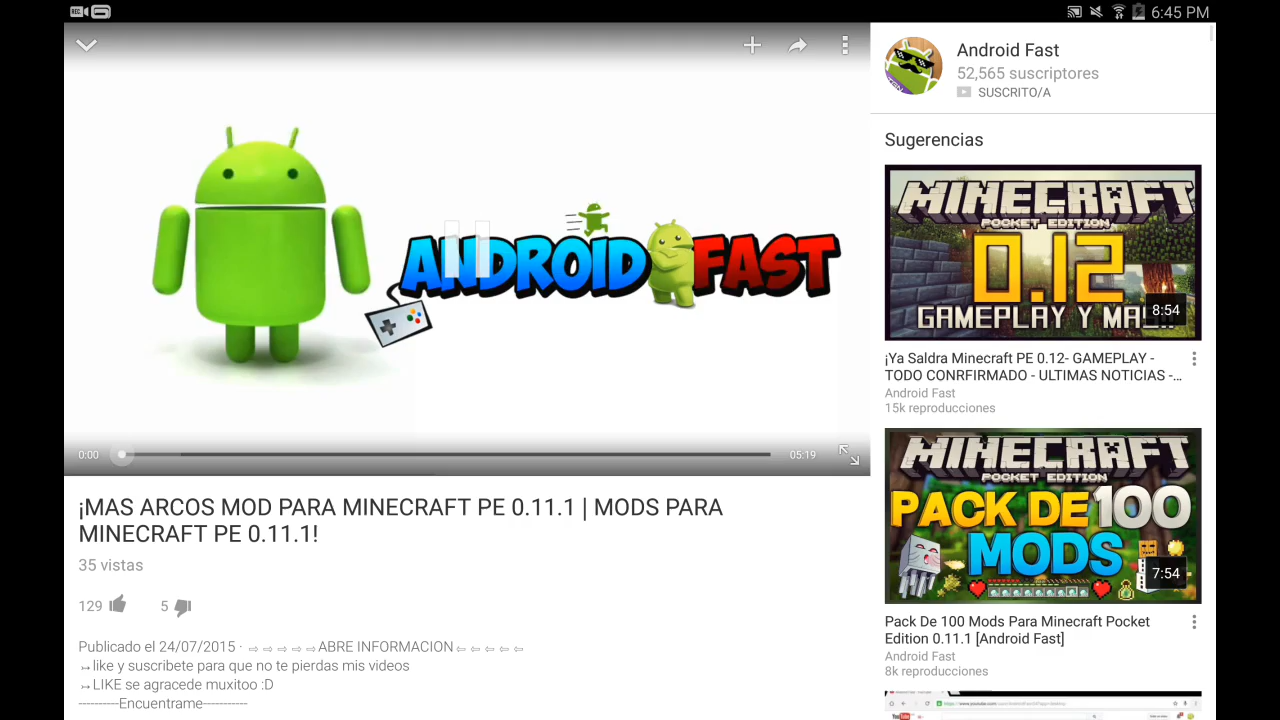 REC
6:45 PM
ANDROID FAST
0:00
05:19
¡MAS ARCOS MOD PARA MINECRAFT PE 0.11.1 | MODS PARA
MINECRAFT PE 0.11.1!
35 vistas
129
5
Publicado el 24/07/2015 · ⇨ ⇨ ⇨ ⇨ ⇨ ABRE INFORMACION ⇦ ⇦ ⇦ ⇦ ⇦
↣like y suscribete para que no te pierdas mis videos
↣LIKE se agracede muxitoo :D
----------Encuentrame-----------
Android Fast
52,565 suscriptores
SUSCRITO/A
Sugerencias
MINECRAFT
POCKET EDITION
0.12
GAMEPLAY Y
8:54
¡Ya Saldra Minecraft PE 0.12- GAMEPLAY -
TODO CONRFIRMADO - ULTIMAS NOTICIAS -...
Android Fast
15k reproducciones
MINECRAFT
POCKET EDITION
PACK DE 100
MODS
7:54
Pack De 100 Mods Para Minecraft Pocket
Edition 0.11.1 [Android Fast]
Android Fast
8k reproducciones
You